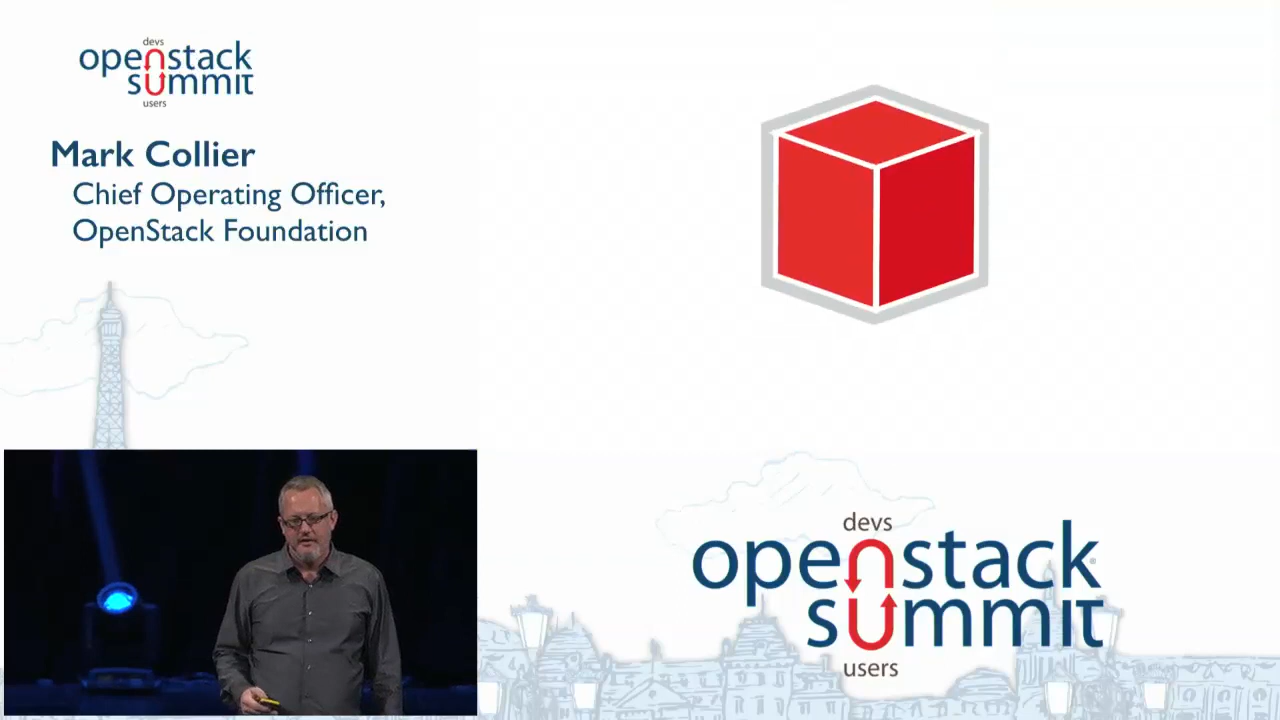 devs
openstack
summit
users
Mark Collier
Chief Operating Officer,
OpenStack Foundation
devs
openstack
summit
users